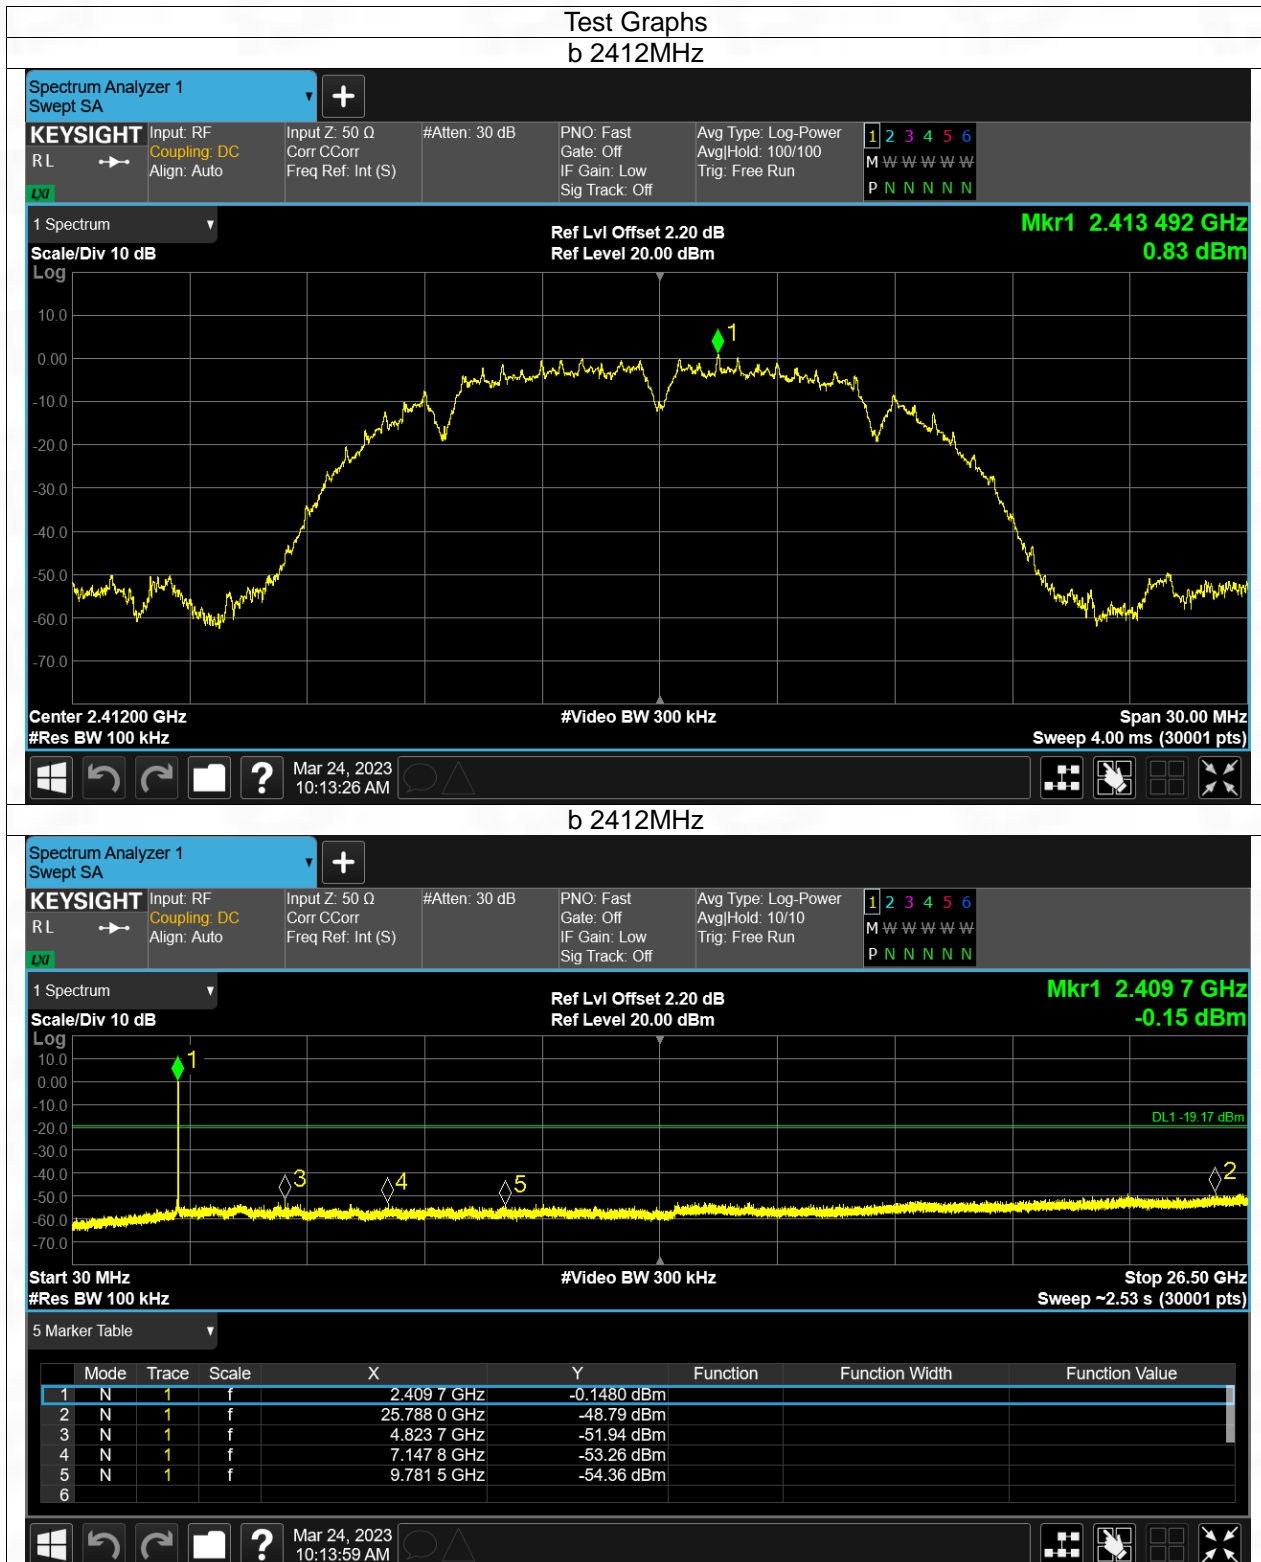 Test Graphs
b 2412MHz
Spectrum Analyzer 1
Swept SA
KEYSIGHT
RL
LXI
Input: RF
Coupling: DC
Align: Auto
Input Z: 50 Ω
Corr CCorr
Freq Ref: Int (S)
#Atten: 30 dB
PNO: Fast
Gate: Off
IF Gain: Low
Sig Track: Off
Avg Type: Log-Power
Avg|Hold: 100/100
Trig: Free Run
1 2 3 4 5 6
M W W W W W
P N N N N N
1 Spectrum
Scale/Div 10 dB
Ref Lvl Offset 2.20 dB
Ref Level 20.00 dBm
Mkr1 2.413 492 GHz
0.83 dBm
Log
10.0
0.00
-10.0
-20.0
-30.0
-40.0
-50.0
-60.0
-70.0
1
Center 2.41200 GHz
#Res BW 100 kHz
#Video BW 300 kHz
Span 30.00 MHz
Sweep 4.00 ms (30001 pts)
?
Mar 24, 2023
10:13:26 AM
b 2412MHz
Spectrum Analyzer 1
Swept SA
KEYSIGHT
RL
LXI
Input: RF
Coupling: DC
Align: Auto
Input Z: 50 Ω
Corr CCorr
Freq Ref: Int (S)
#Atten: 30 dB
PNO: Fast
Gate: Off
IF Gain: Low
Sig Track: Off
Avg Type: Log-Power
Avg|Hold: 10/10
Trig: Free Run
1 2 3 4 5 6
M W W W W W
P N N N N N
1 Spectrum
Scale/Div 10 dB
Ref Lvl Offset 2.20 dB
Ref Level 20.00 dBm
Mkr1 2.409 7 GHz
-0.15 dBm
Log
10.0
0.00
-10.0
-20.0
-30.0
-40.0
-50.0
-60.0
-70.0
1
DL1 -19.17 dBm
3
4
5
2
Start 30 MHz
#Res BW 100 kHz
#Video BW 300 kHz
Stop 26.50 GHz
Sweep ~2.53 s (30001 pts)
5 Marker Table
Mode Trace Scale X Y Function Function Width Function Value
1 N 1 f 2.409 7 GHz -0.1480 dBm
2 N 1 f 25.788 0 GHz -48.79 dBm
3 N 1 f 4.823 7 GHz -51.94 dBm
4 N 1 f 7.147 8 GHz -53.26 dBm
5 N 1 f 9.781 5 GHz -54.36 dBm
6
?
Mar 24, 2023
10:13:59 AM